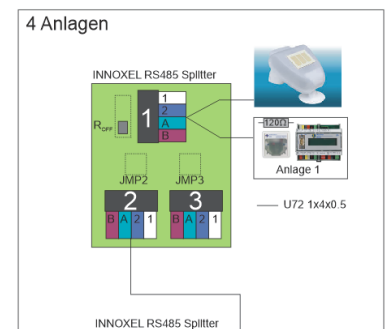 4 Anlagen
INNOXEL RS485 Splitter
1
1
2
A
B
ROFF
120Ω
Anlage 1
JMP2
JMP3
U72 1x4x0.5
2
3
B A 2 1
B A 2 1
INNOXEL RS485 Splitter